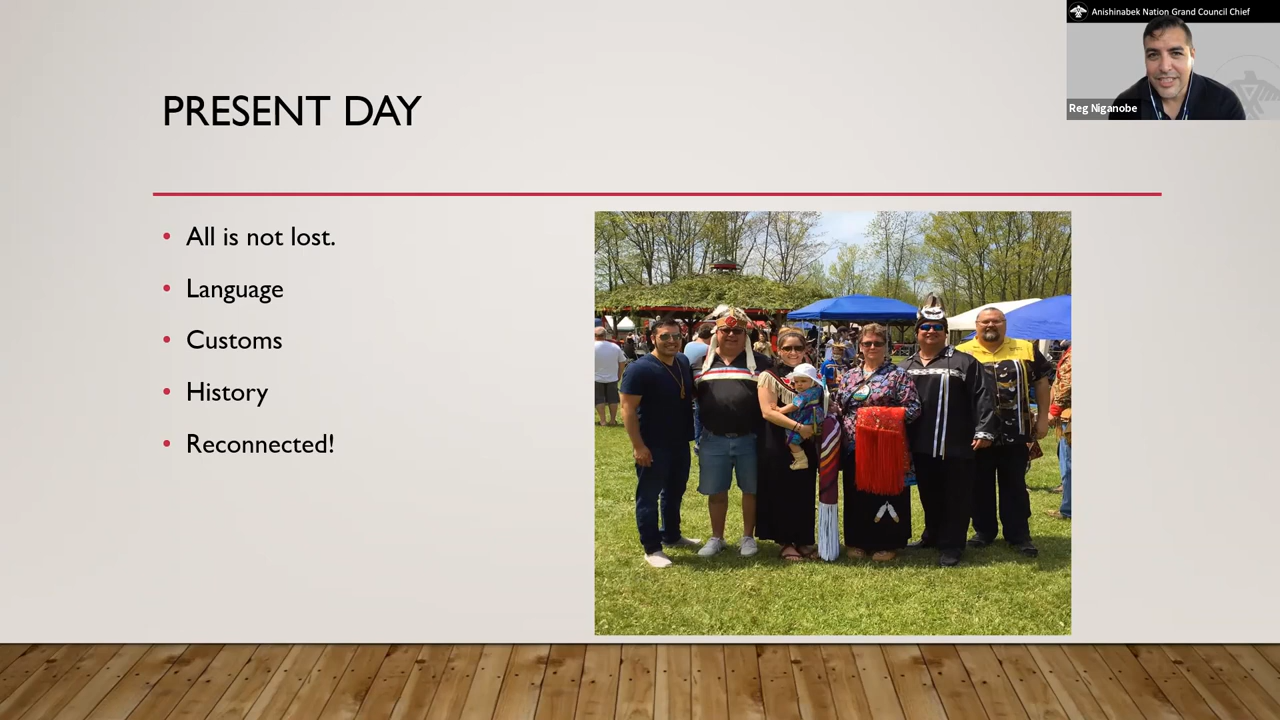 Anishinabek Nation Grand Council Chief
Reg Niganobe
PRESENT DAY
All is not lost.
Language
Customs
History
Reconnected!